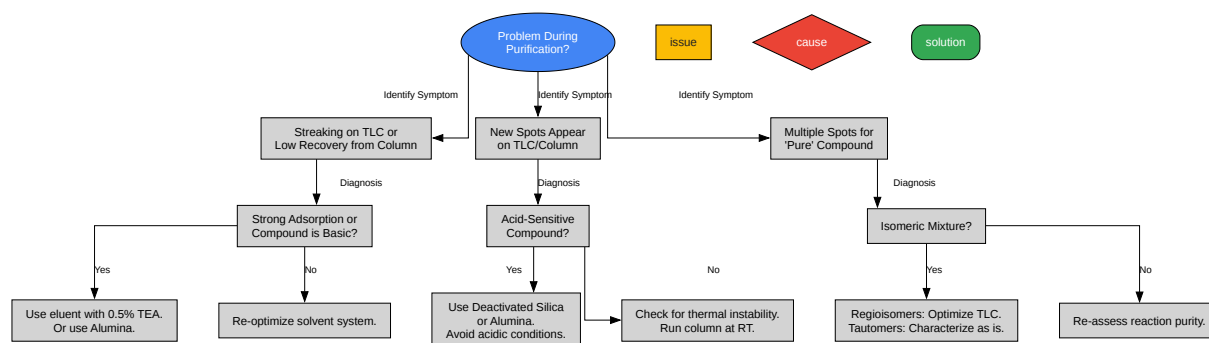 Problem During
Purification?
issue
cause
solution
Identify Symptom
Identify Symptom
Identify Symptom
Streaking on TLC or
Low Recovery from Column
New Spots Appear
on TLC/Column
Multiple Spots for
'Pure' Compound
Diagnosis
Diagnosis
Diagnosis
Strong Adsorption or
Compound is Basic?
Acid-Sensitive
Compound?
Isomeric Mixture?
Yes
No
Yes
No
Yes
No
Use eluent with 0.5% TEA.
Or use Alumina.
Re-optimize solvent system.
Use Deactivated Silica
or Alumina.
Avoid acidic conditions.
Check for thermal instability.
Run column at RT.
Regioisomers: Optimize TLC.
Tautomers: Characterize as is.
Re-assess reaction purity.